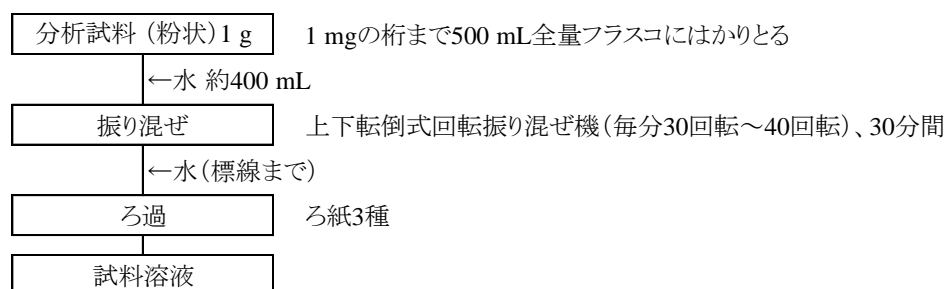 分析試料 (粉状) 1 g　1 mgの桁まで500 mL全量フラスコにはかりとる
←水 約400 mL
振り混ぜ　上下転倒式回転振り混ぜ機(毎分30回転～40回転)、30分間
←水(標線まで)
ろ過　ろ紙3種
試料溶液